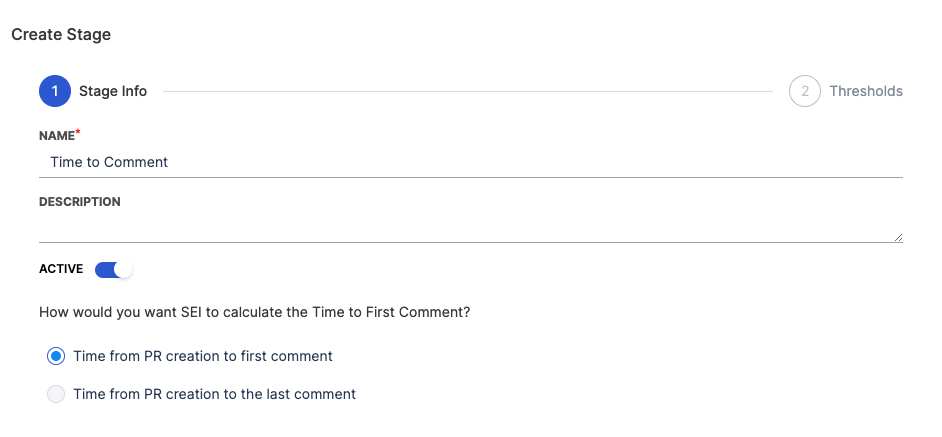 Create Stage
1 Stage Info 2 Thresholds
NAME*
Time to Comment
DESCRIPTION
ACTIVE
How would you want SEI to calculate the Time to First Comment?
Time from PR creation to first comment
Time from PR creation to the last comment